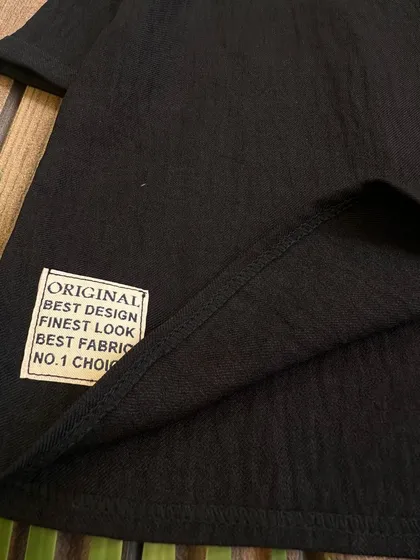 ORIGINAL
BEST DESIGN
FINEST LOOK
BEST FABRIC
NO.1 CHOIC